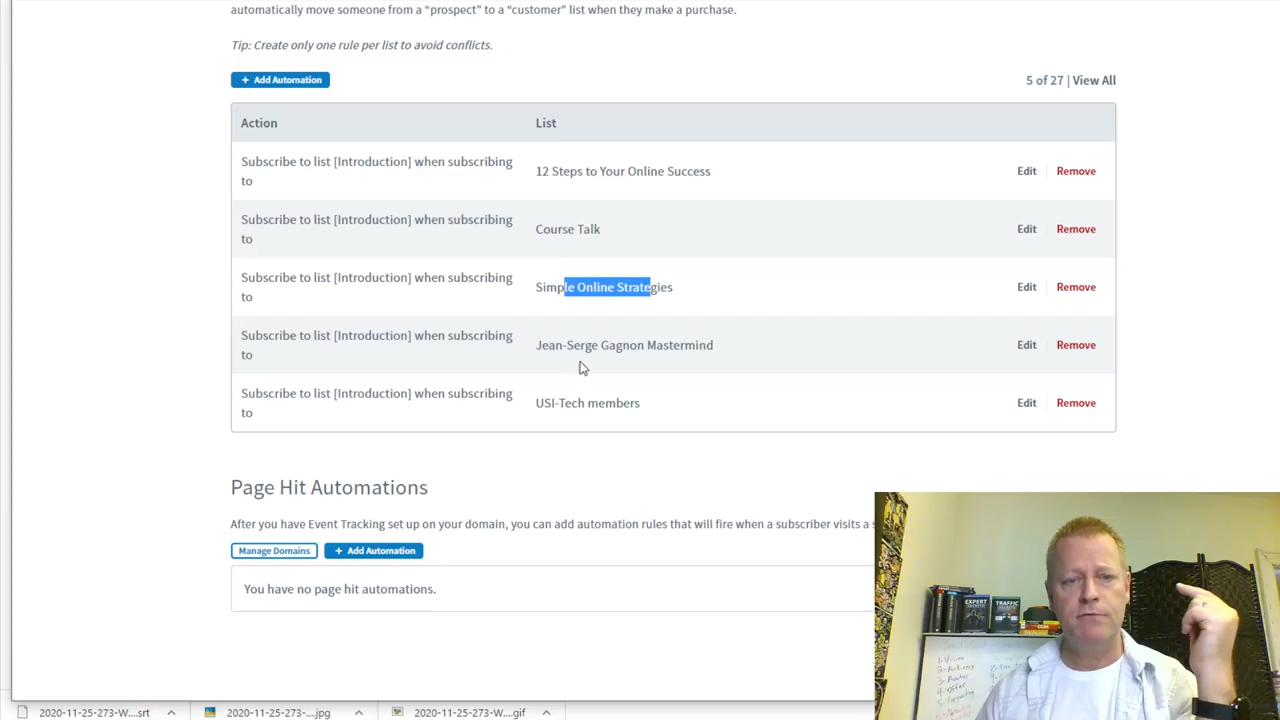 automatically move someone from a “prospect” to a “customer” list when they make a purchase.
Tip: Create only one rule per list to avoid conflicts.
+ Add Automation
5 of 27 | View All
Action List
Subscribe to list [Introduction] when subscribing
to
12 Steps to Your Online Success Edit Remove
Subscribe to list [Introduction] when subscribing
to
Course Talk Edit Remove
Subscribe to list [Introduction] when subscribing
to
Simple Online Strategies Edit Remove
Subscribe to list [Introduction] when subscribing
to
Jean-Serge Gagnon Mastermind Edit Remove
Subscribe to list [Introduction] when subscribing
to
USI-Tech members Edit Remove
Page Hit Automations
After you have Event Tracking set up on your domain, you can add automation rules that will fire when a subscriber visits a
Manage Domains + Add Automation
You have no page hit automations.
EXPERT
SECRETS
TRAFFIC
SECRETS
1-Vision
2020-11-25-273-W....srt 2020-11-25-273-....jpg 2020-11-25-273-W....gif